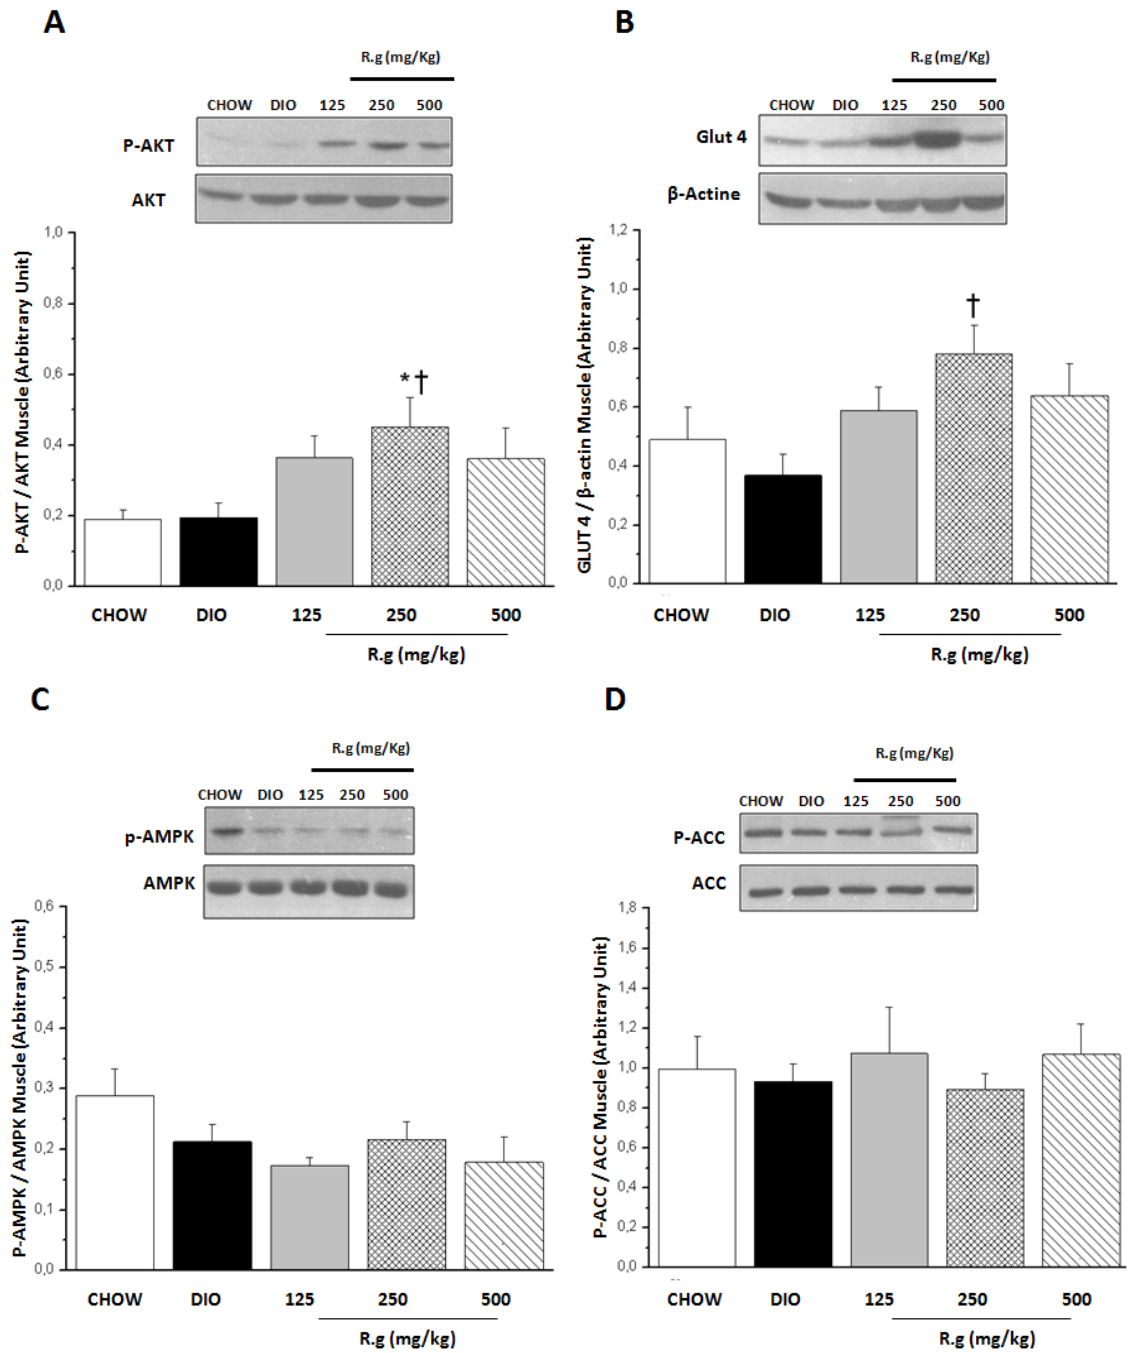 A
R.g (mg/Kg)
CHOW DIO 125 250 500
P-AKT
AKT
P-AKT / AKT Muscle (Arbitrary Unit)
1,0
0,8
0,6
0,4
0,2
0,0
*†
CHOW DIO 125 250 500
R.g (mg/kg)
B
R.g (mg/Kg)
CHOW DIO 125 250 500
Glut 4
β-Actine
GLUT 4 / β-actin Muscle (Arbitrary Unit)
1,2
1,0
0,8
0,6
0,4
0,2
0,0
†
CHOW DIO 125 250 500
R.g (mg/kg)
C
R.g (mg/Kg)
CHOW DIO 125 250 500
p-AMPK
AMPK
P-AMPK / AMPK Muscle (Arbitrary Unit)
0,6
0,5
0,4
0,3
0,2
0,1
0,0
CHOW DIO 125 250 500
R.g (mg/kg)
D
R.g (mg/Kg)
CHOW DIO 125 250 500
P-ACC
ACC
P-ACC / ACC Muscle (Arbitrary Unit)
1,8
1,6
1,4
1,2
1,0
0,8
0,6
0,4
0,2
0,0
CHOW DIO 125 250 500
R.g (mg/kg)